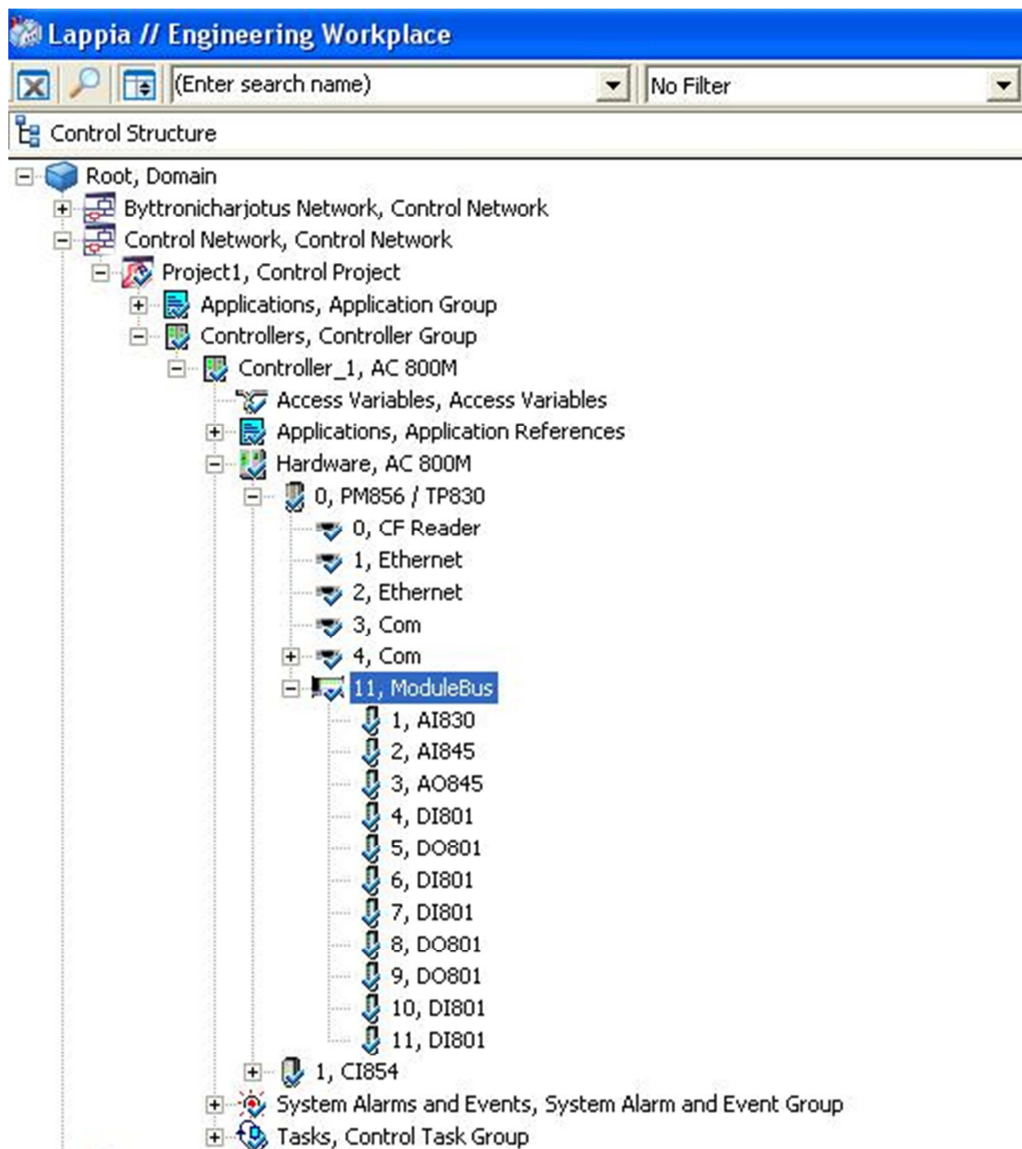 Lappia // Engineering Workplace
(Enter search name) No Filter
Control Structure
Root, Domain
Byttronicharjotus Network, Control Network
Control Network, Control Network
Project1, Control Project
Applications, Application Group
Controllers, Controller Group
Controller_1, AC 800M
Access Variables, Access Variables
Applications, Application References
Hardware, AC 800M
0, PM856 / TP830
0, CF Reader
1, Ethernet
2, Ethernet
3, Com
4, Com
11, ModuleBus
1, AI830
2, AI845
3, AO845
4, DI801
5, DO801
6, DI801
7, DI801
8, DO801
9, DO801
10, DI801
11, DI801
1, CI854
System Alarms and Events, System Alarm and Event Group
Tasks, Control Task Group